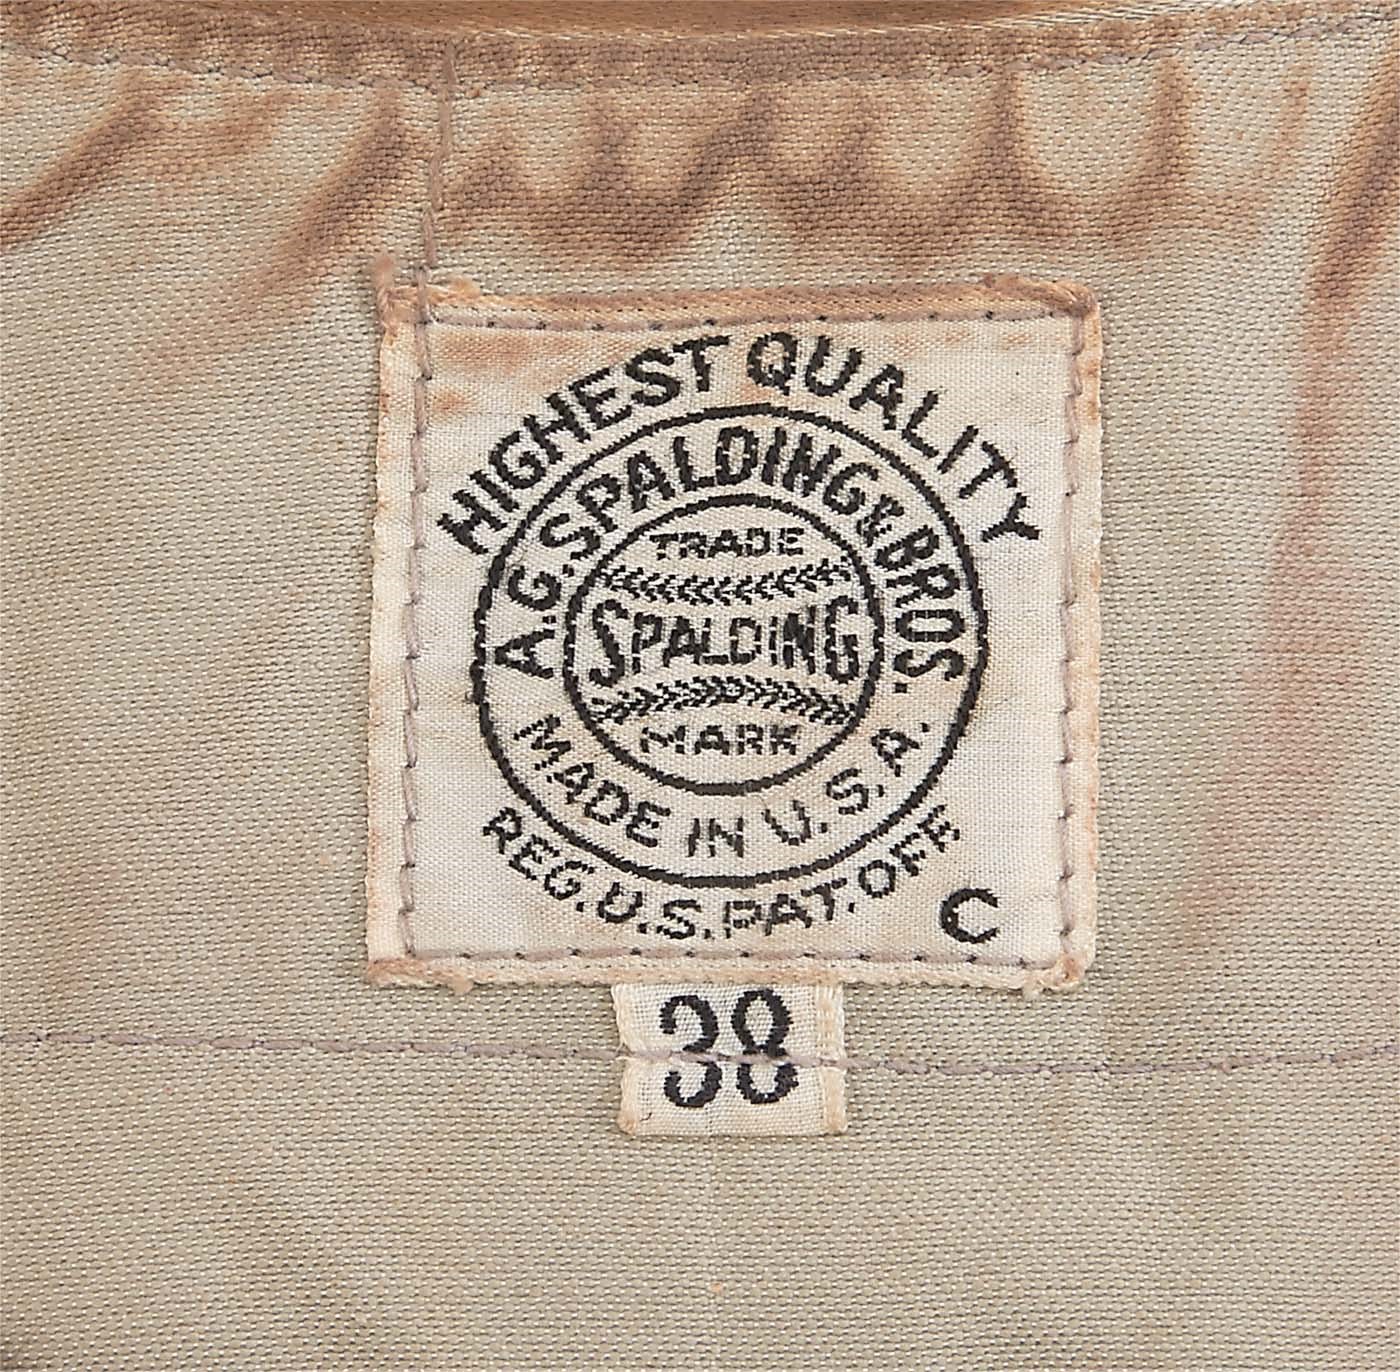 HIGHEST QUALITY
A.G. SPALDING & BROS.
TRADE
SPALDING
MARK
MADE IN U.S.A.
REG. U.S. PAT. OFF
C
38